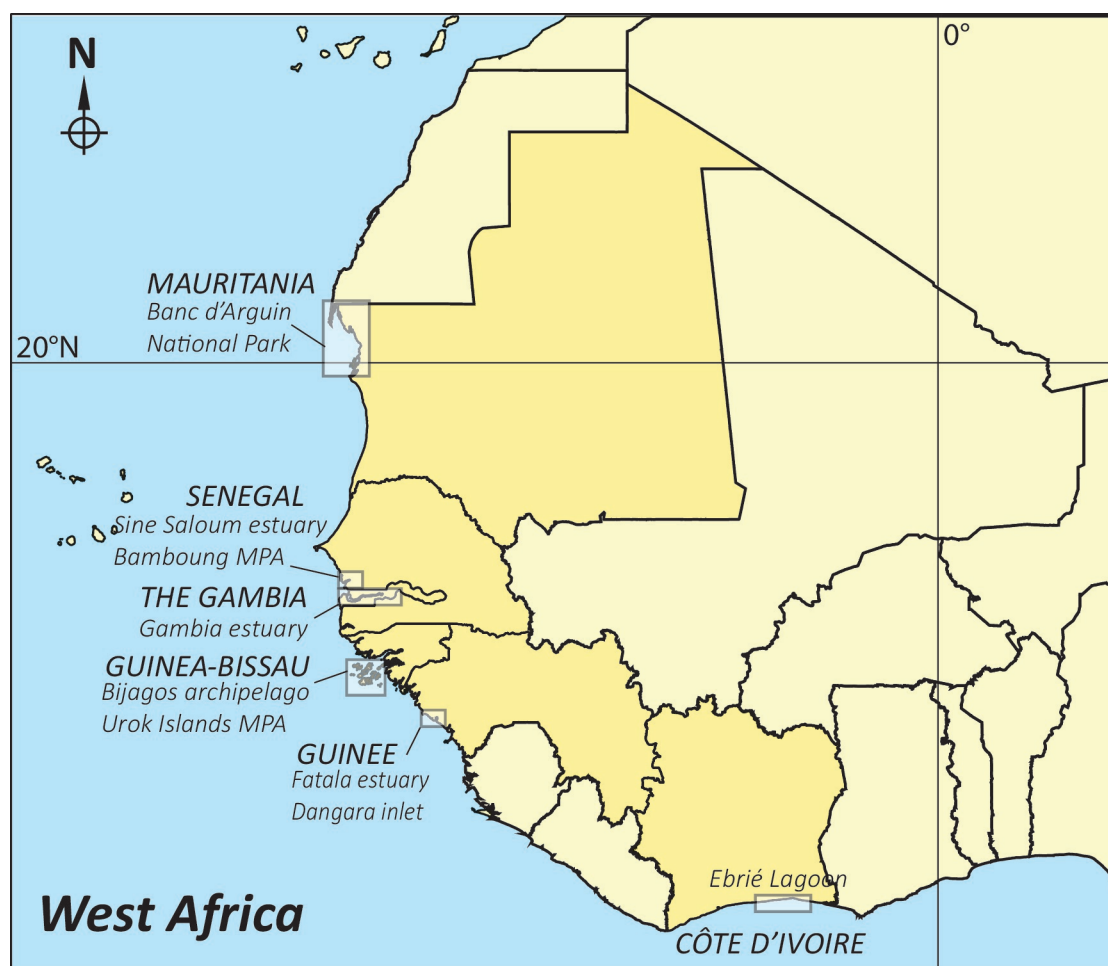 N
0°
MAURITANIA
Banc d’Arguin
National Park
20°N
SENEGAL
Sine Saloum estuary
Bamboung MPA
THE GAMBIA
Gambia estuary
GUINEA-BISSAU
Bijagos archipelago
Urok Islands MPA
GUINEE
Fatala estuary
Dangara inlet
Ebrié Lagoon
CÔTE D’IVOIRE
West Africa